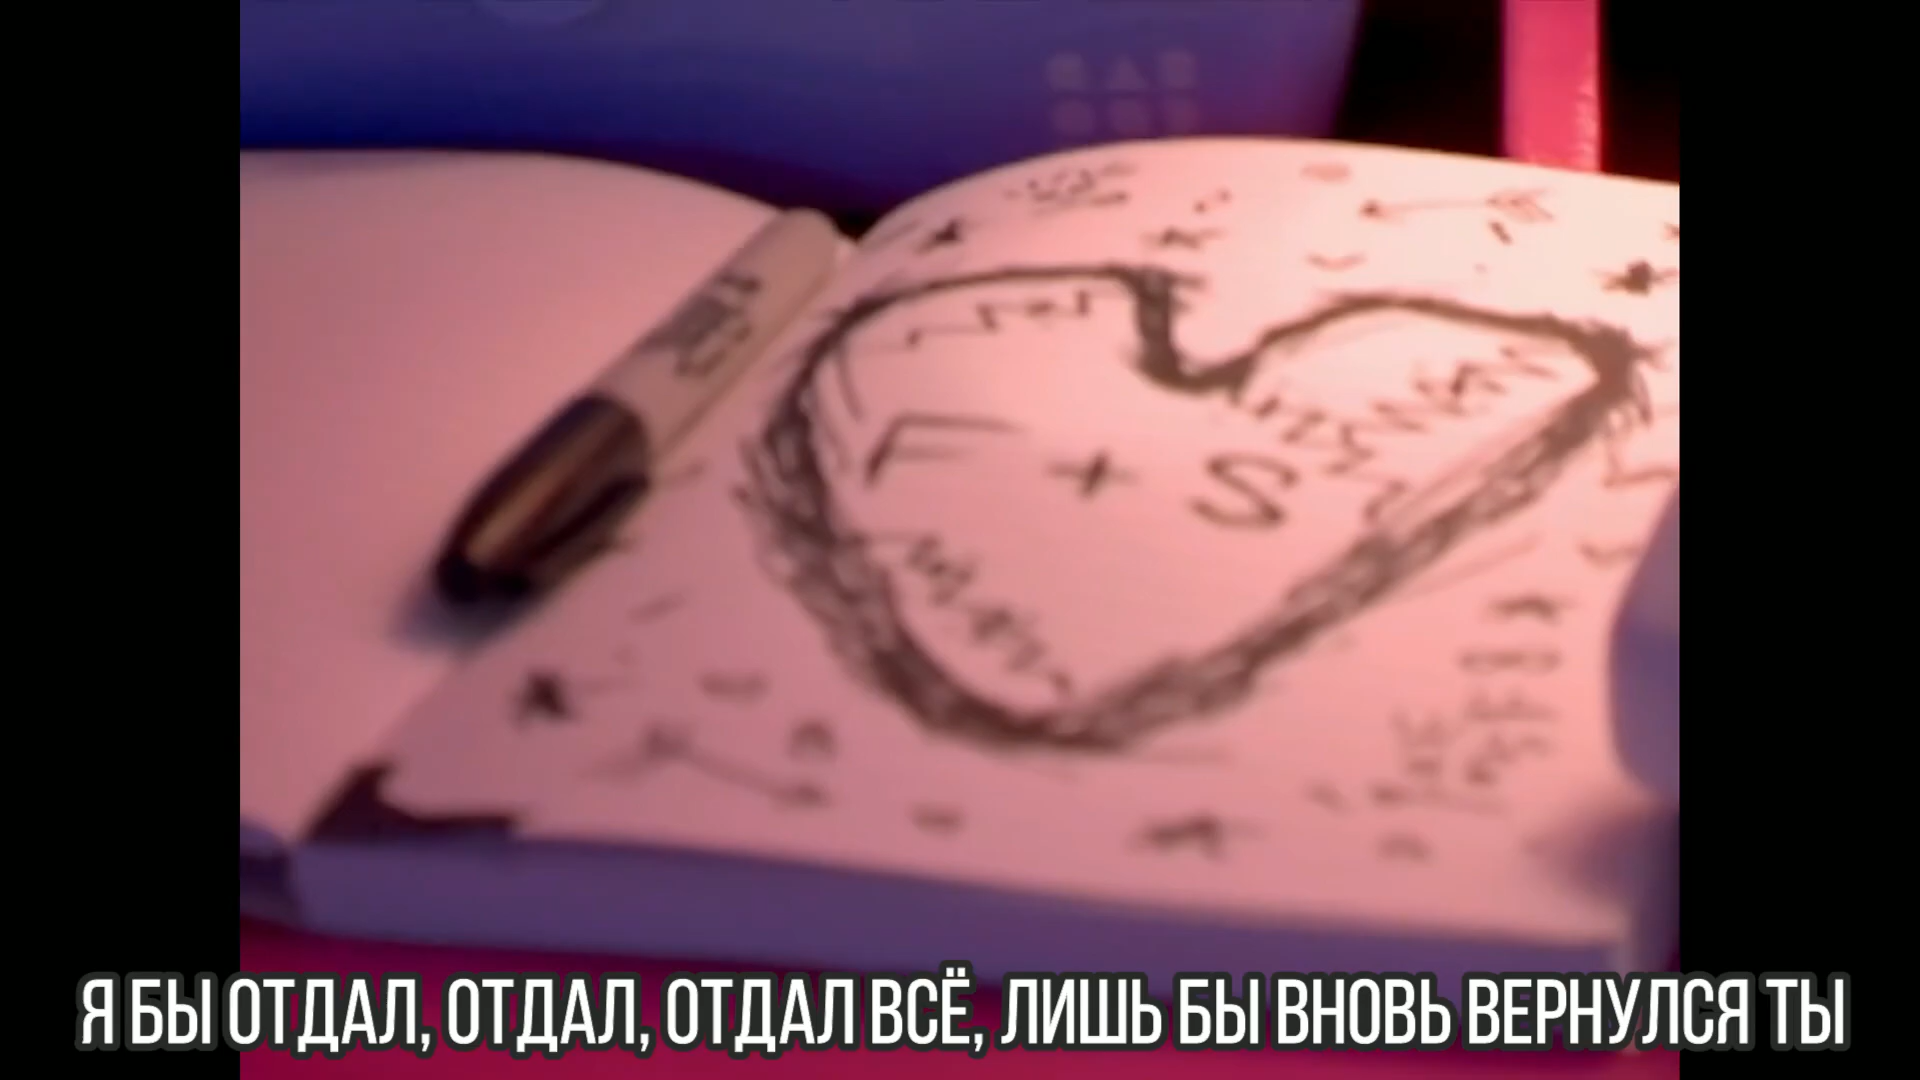 F + S
Я БЫ ОТДАЛ, ОТДАЛ, ОТДАЛ ВСЁ, ЛИШЬ БЫ ВНОВЬ ВЕРНУЛСЯ ТЫ